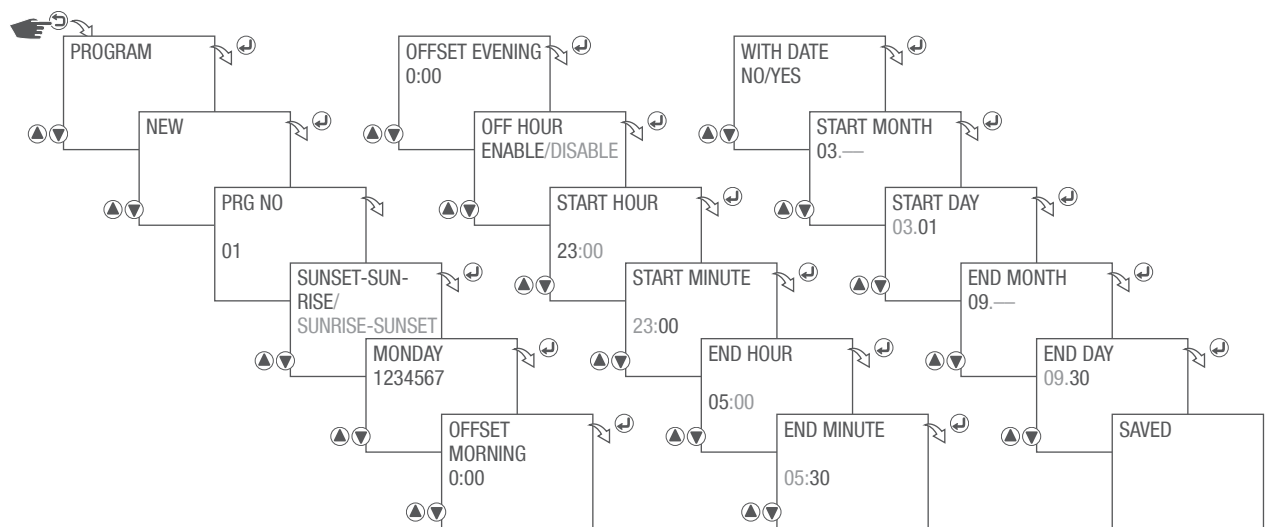 PROGRAM
NEW
PRG NO
01
SUNSET-SUN-
RISE/
SUNRISE-SUNSET
MONDAY
1234567
OFFSET
MORNING
0:00
OFFSET EVENING
0:00
OFF HOUR
ENABLE/DISABLE
START HOUR
23:00
START MINUTE
23:00
END HOUR
05:00
END MINUTE
05:30
WITH DATE
NO/YES
START MONTH
03.—
START DAY
03.01
END MONTH
09.—
END DAY
09.30
SAVED